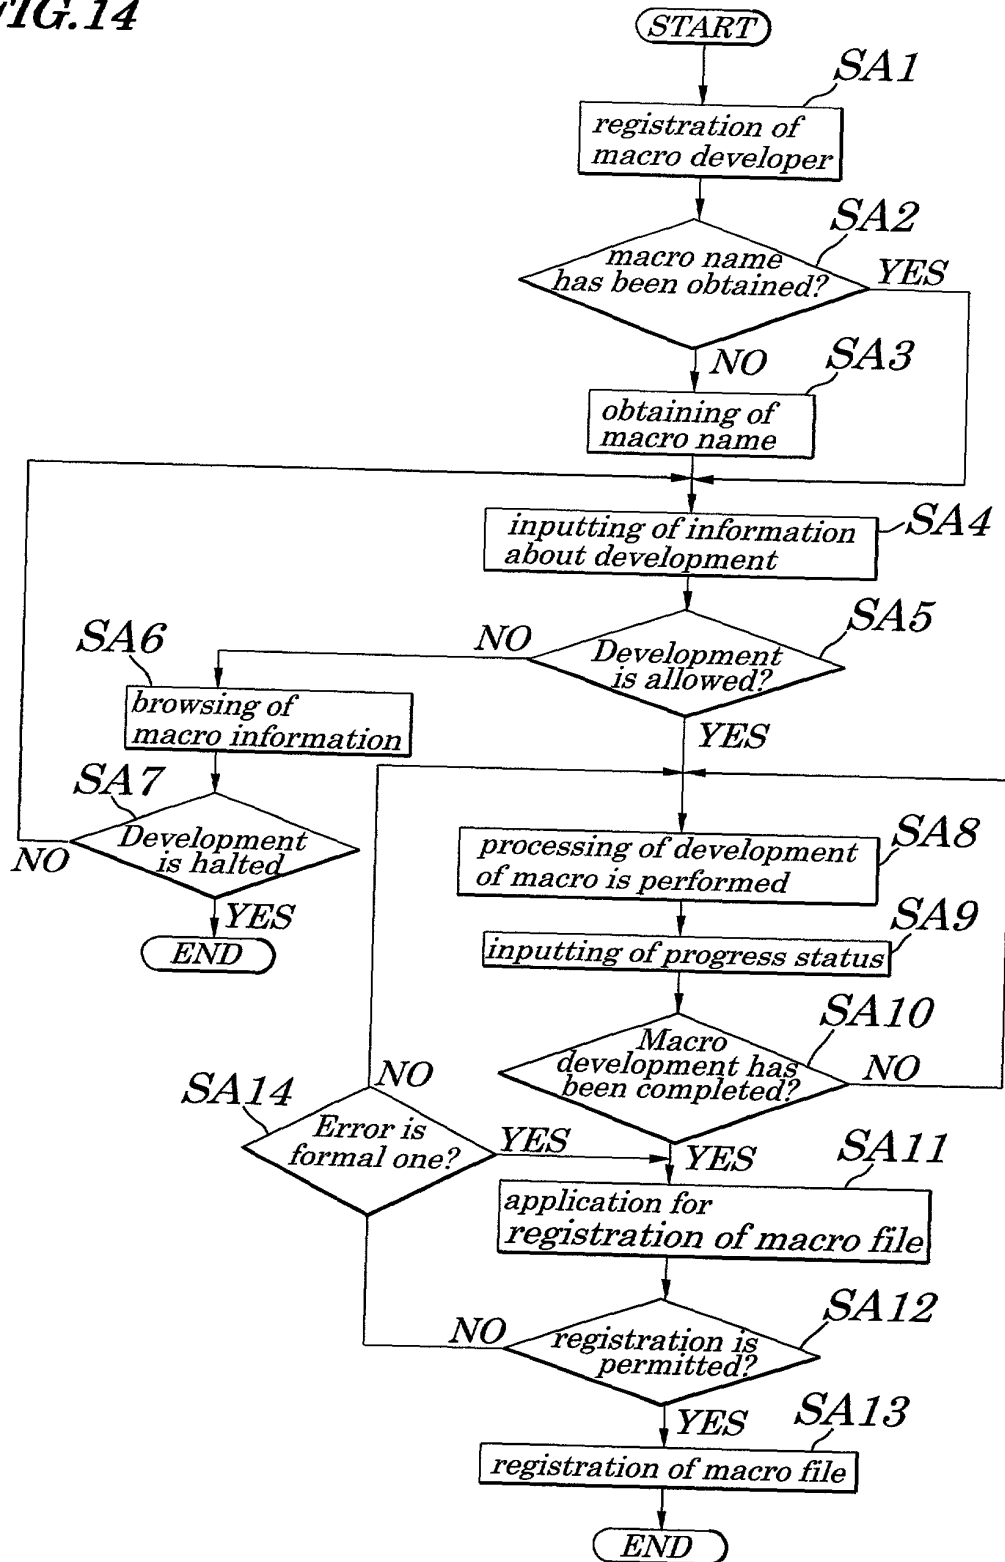 FIG.14
START
SA1
registration of
macro developer
SA2
macro name
has been obtained?
YES
NO
SA3
obtaining of
macro name
inputting of information
about development
SA4
SA5
NO
Development
is allowed?
YES
SA6
browsing of
macro information
SA7
Development
is halted
NO
YES
END
processing of development
of macro is performed
SA8
SA9
inputting of progress status
SA10
Macro
development has
been completed?
NO
YES
SA14
NO
Error is
formal one?
YES
SA11
application for
registration of macro file
SA12
NO
registration is
permitted?
YES
SA13
registration of macro file
END